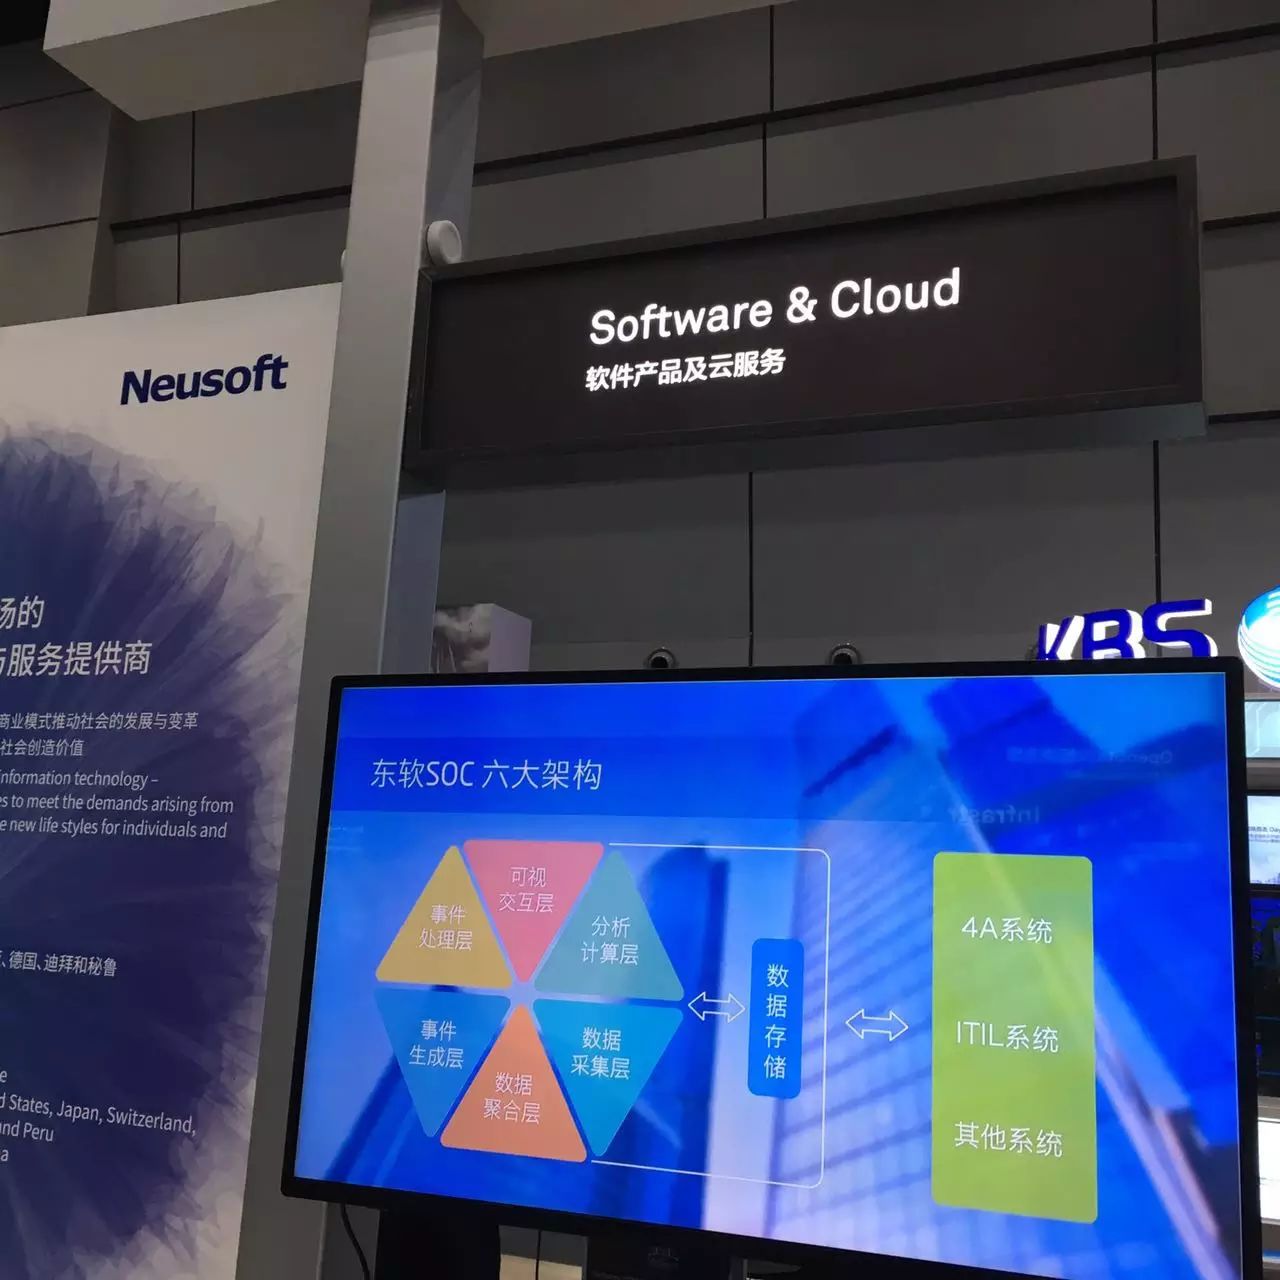 Software & Cloud
软件产品及云服务
Neusoft
场的
与服务提供商
商业模式推动社会的发展与变革
社会创造价值
information technology –
es to meet the demands arising from
e new life styles for individuals and
、德国、迪拜和秘鲁
e
d States, Japan, Switzerland,
and Peru
a
KBS
东软SOC 六大架构
可视
交互层
事件
处理层
分析
计算层
事件
生成层
数据
采集层
数据
聚合层
数据存储
4A系统
ITIL系统
其他系统